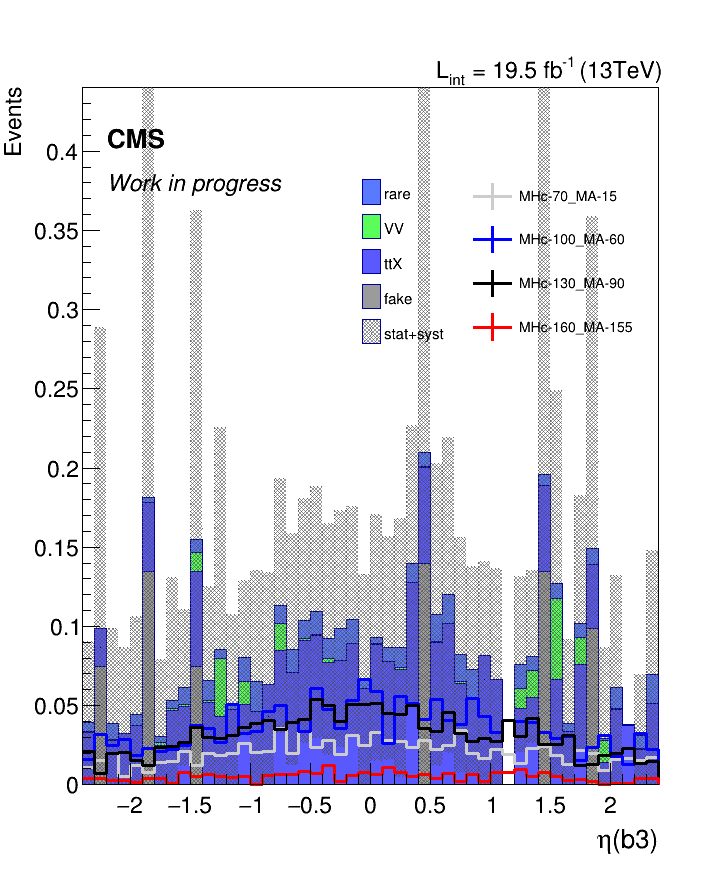 L_int = 19.5 fb^-1 (13TeV)
Events
CMS
Work in progress
rare
VV
ttX
fake
stat+syst
MHc-70_MA-15
MHc-100_MA-60
MHc-130_MA-90
MHc-160_MA-155
0.4
0.35
0.3
0.25
0.2
0.15
0.1
0.05
0
−2
−1.5
−1
−0.5
0
0.5
1
1.5
2
η(b3)